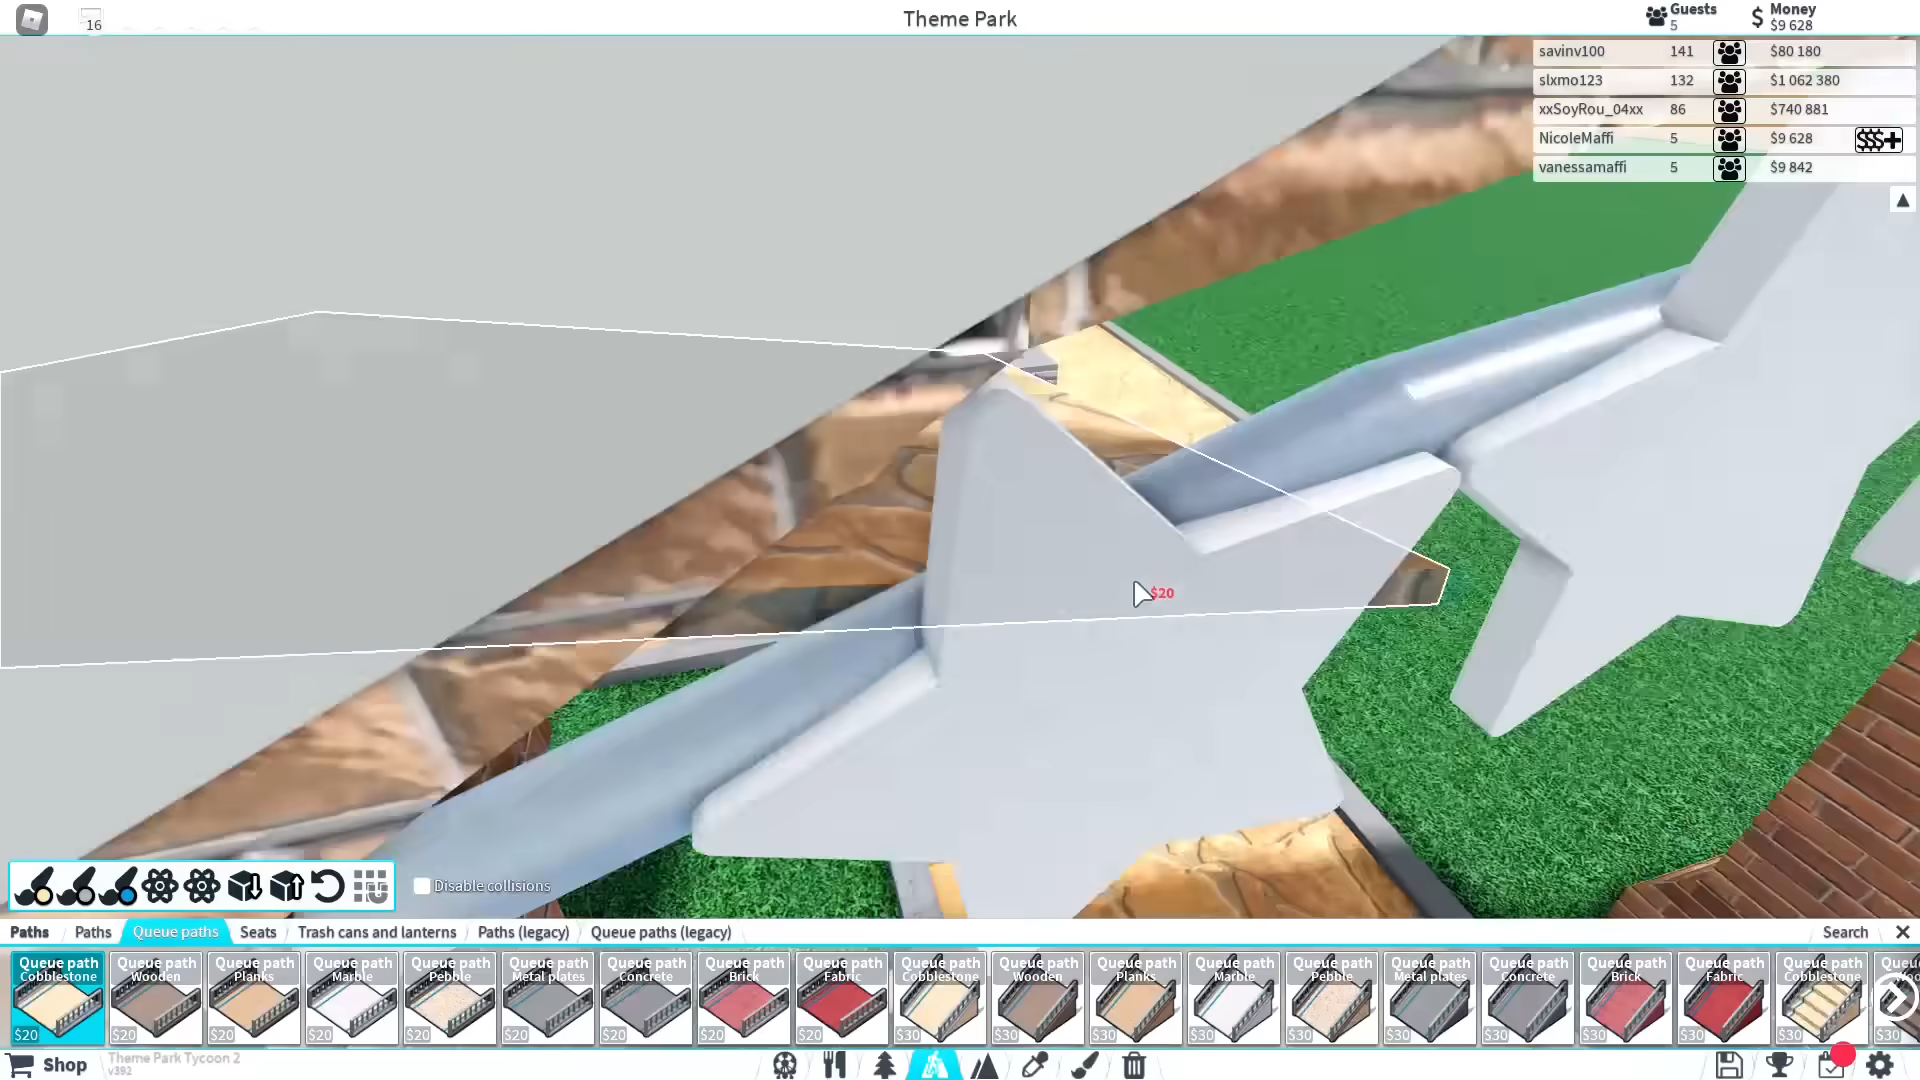 16
Theme Park
Guests
5
Money
$9 628
savinv100 141 $80 180
slxmo123 132 $1 062 380
xxSoyRou_04xx 86 $740 881
NicoleMaffi 5 $9 628
vanessamaffi 5 $9 842
$20
Disable collisions
Paths Paths Queue paths Seats Trash cans and lanterns Paths (legacy) Queue paths (legacy) Search
Queue path Cobblestone $20
Queue path Wooden $20
Queue path Planks $20
Queue path Marble $20
Queue path Pebble $20
Queue path Metal plates $20
Queue path Concrete $20
Queue path Brick $20
Queue path Fabric $20
Queue path Cobblestone $30
Queue path Wooden $30
Queue path Planks $30
Queue path Marble $30
Queue path Pebble $30
Queue path Metal plates $30
Queue path Concrete $30
Queue path Brick $30
Queue path Fabric $30
Queue path Cobblestone $30
$30
Shop
Theme Park Tycoon 2
v392